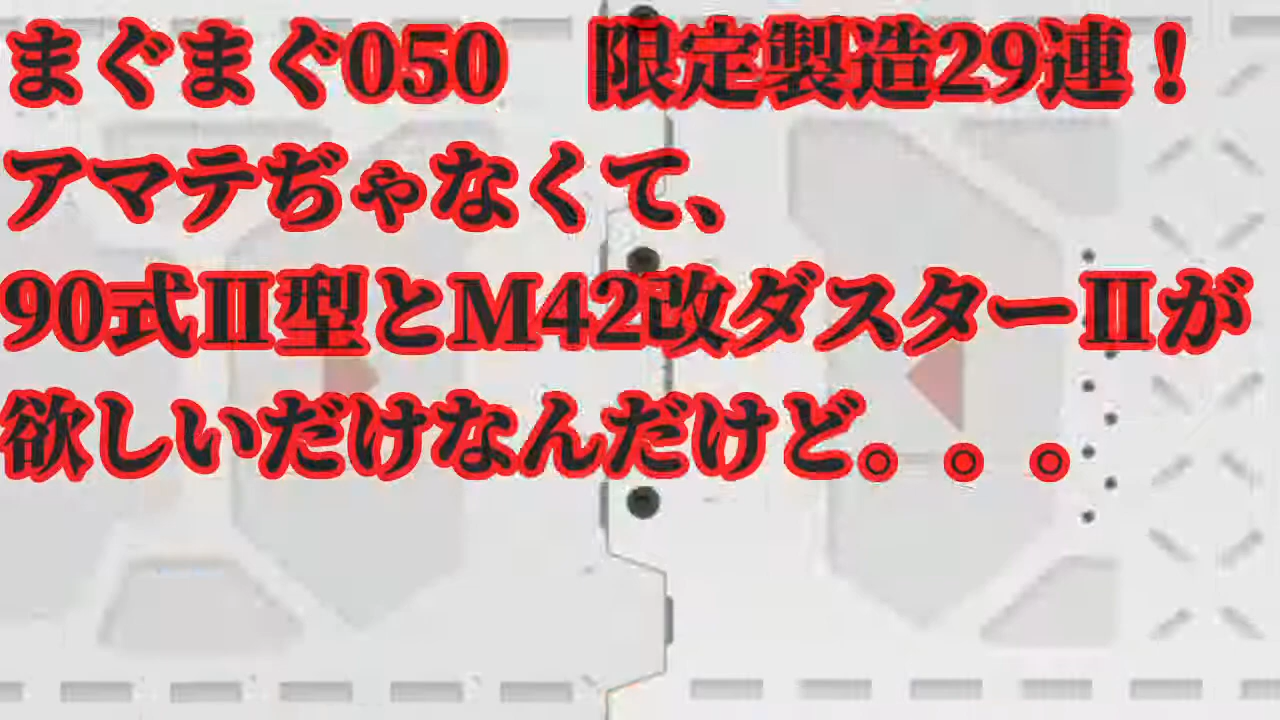 まぐまぐ050　限定製造29連！
アマテぢゃなくて、
90式Ⅱ型とM42改ダスターⅡが
欲しいだけなんだけど。。。